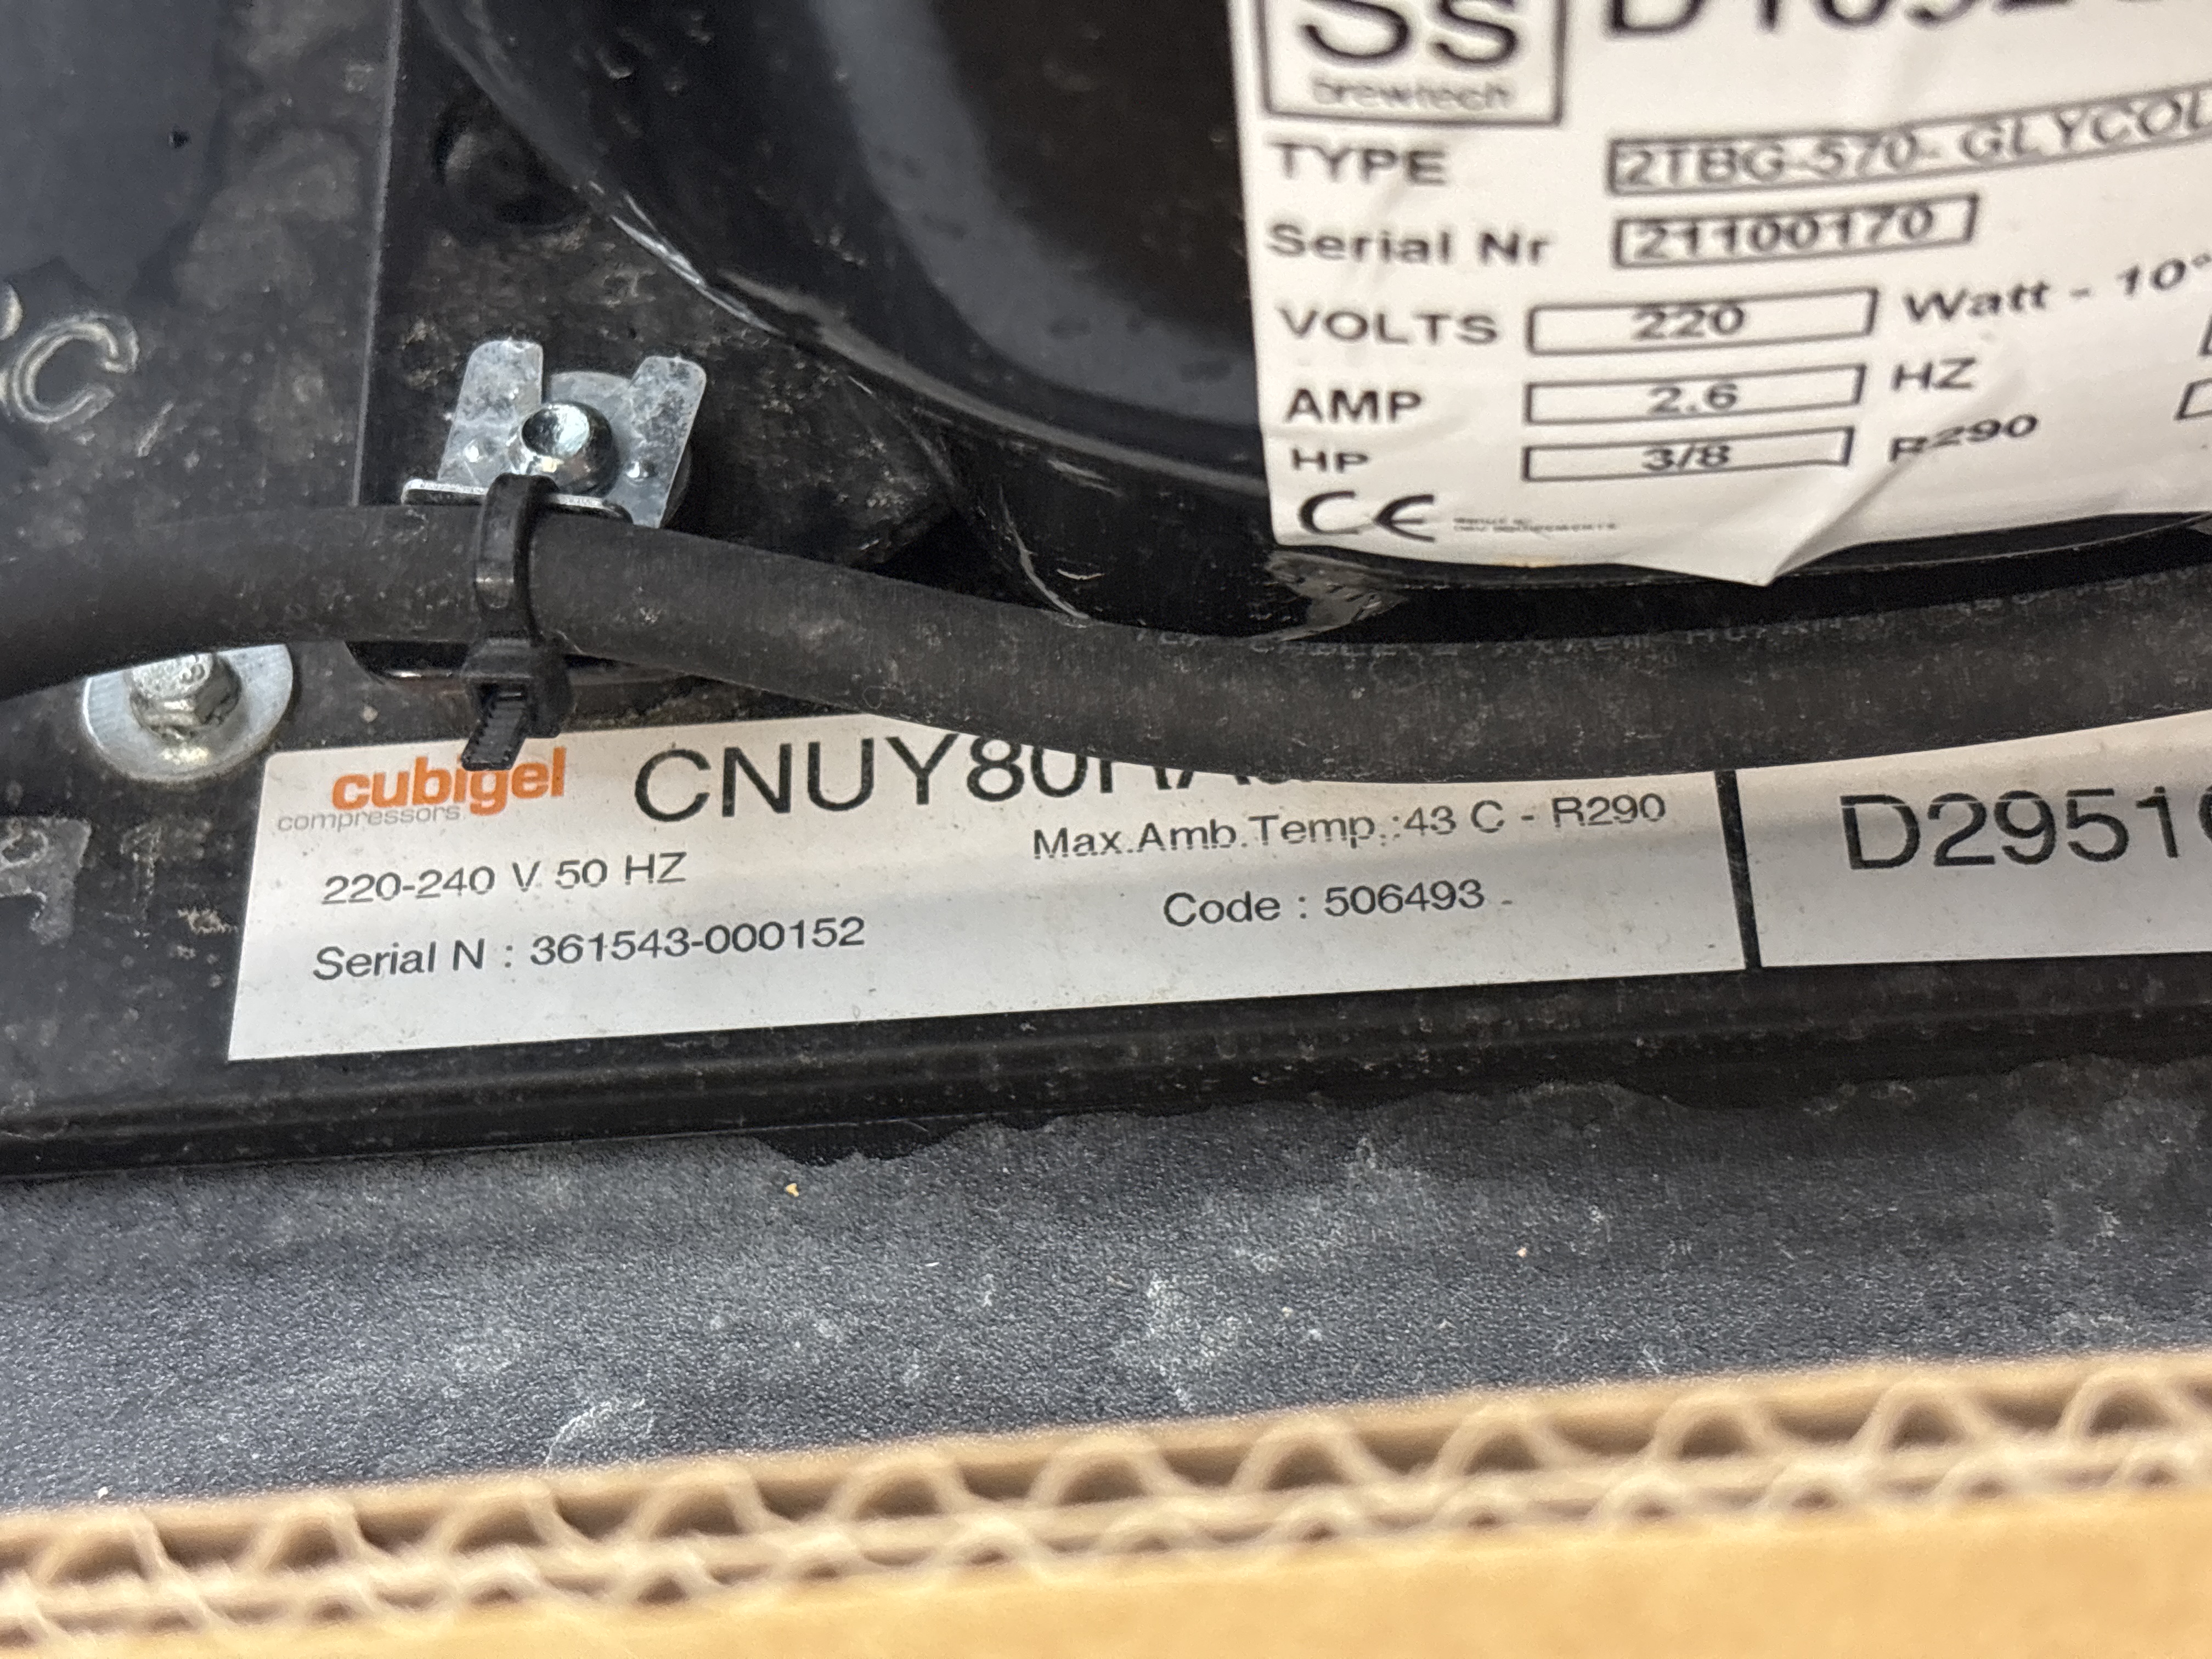 Ss
brewtech
TYPE 2TBG-570- GLYCOL
Serial Nr 21100170
VOLTS 220 Watt - 10°
AMP 2.6 HZ
HP 3/8 R290
CE
cubigel
compressors
CNUY80
220-240 V 50 HZ
Max.Amb.Temp.:43 C - R290
Serial N : 361543-000152
Code : 506493
D2951